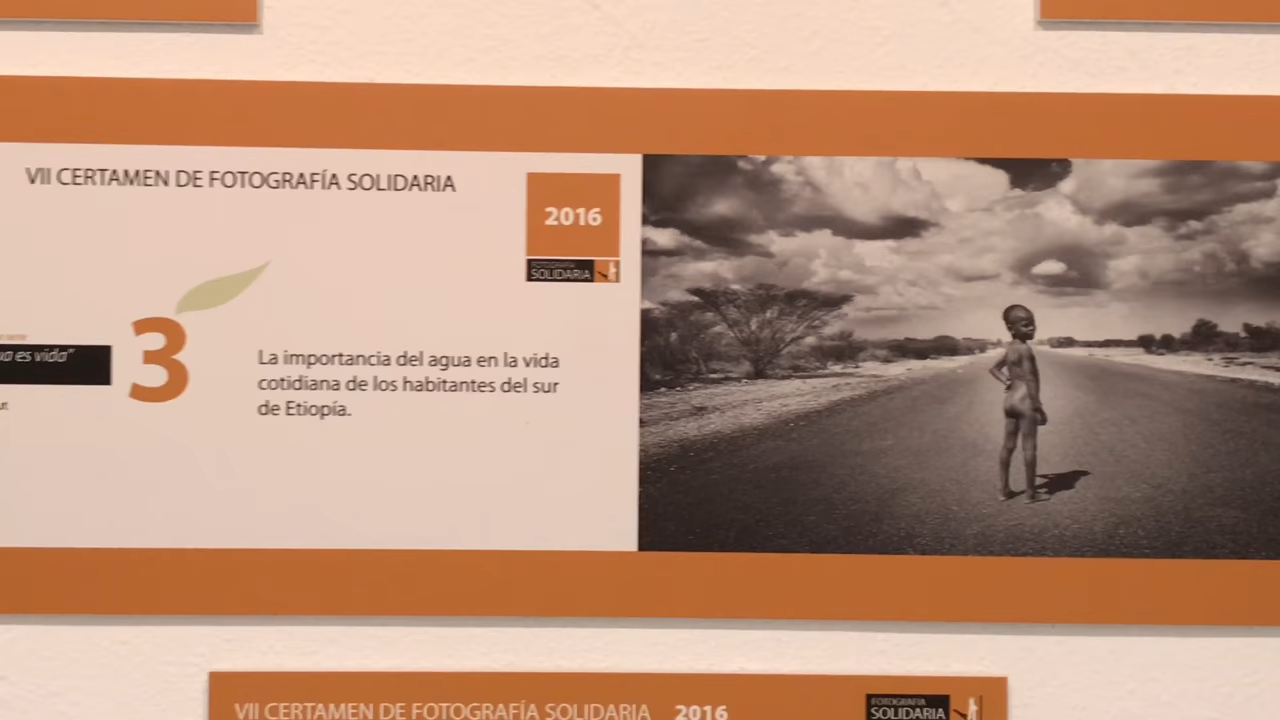 VII CERTAMEN DE FOTOGRAFÍA SOLIDARIA
2016
FOTOGRAFÍA
SOLIDARIA
es vida"
3
La importancia del agua en la vida
cotidiana de los habitantes del sur
de Etiopía.
VII CERTAMEN DE FOTOGRAFÍA SOLIDARIA 2016
FOTOGRAFÍA
SOLIDARIA